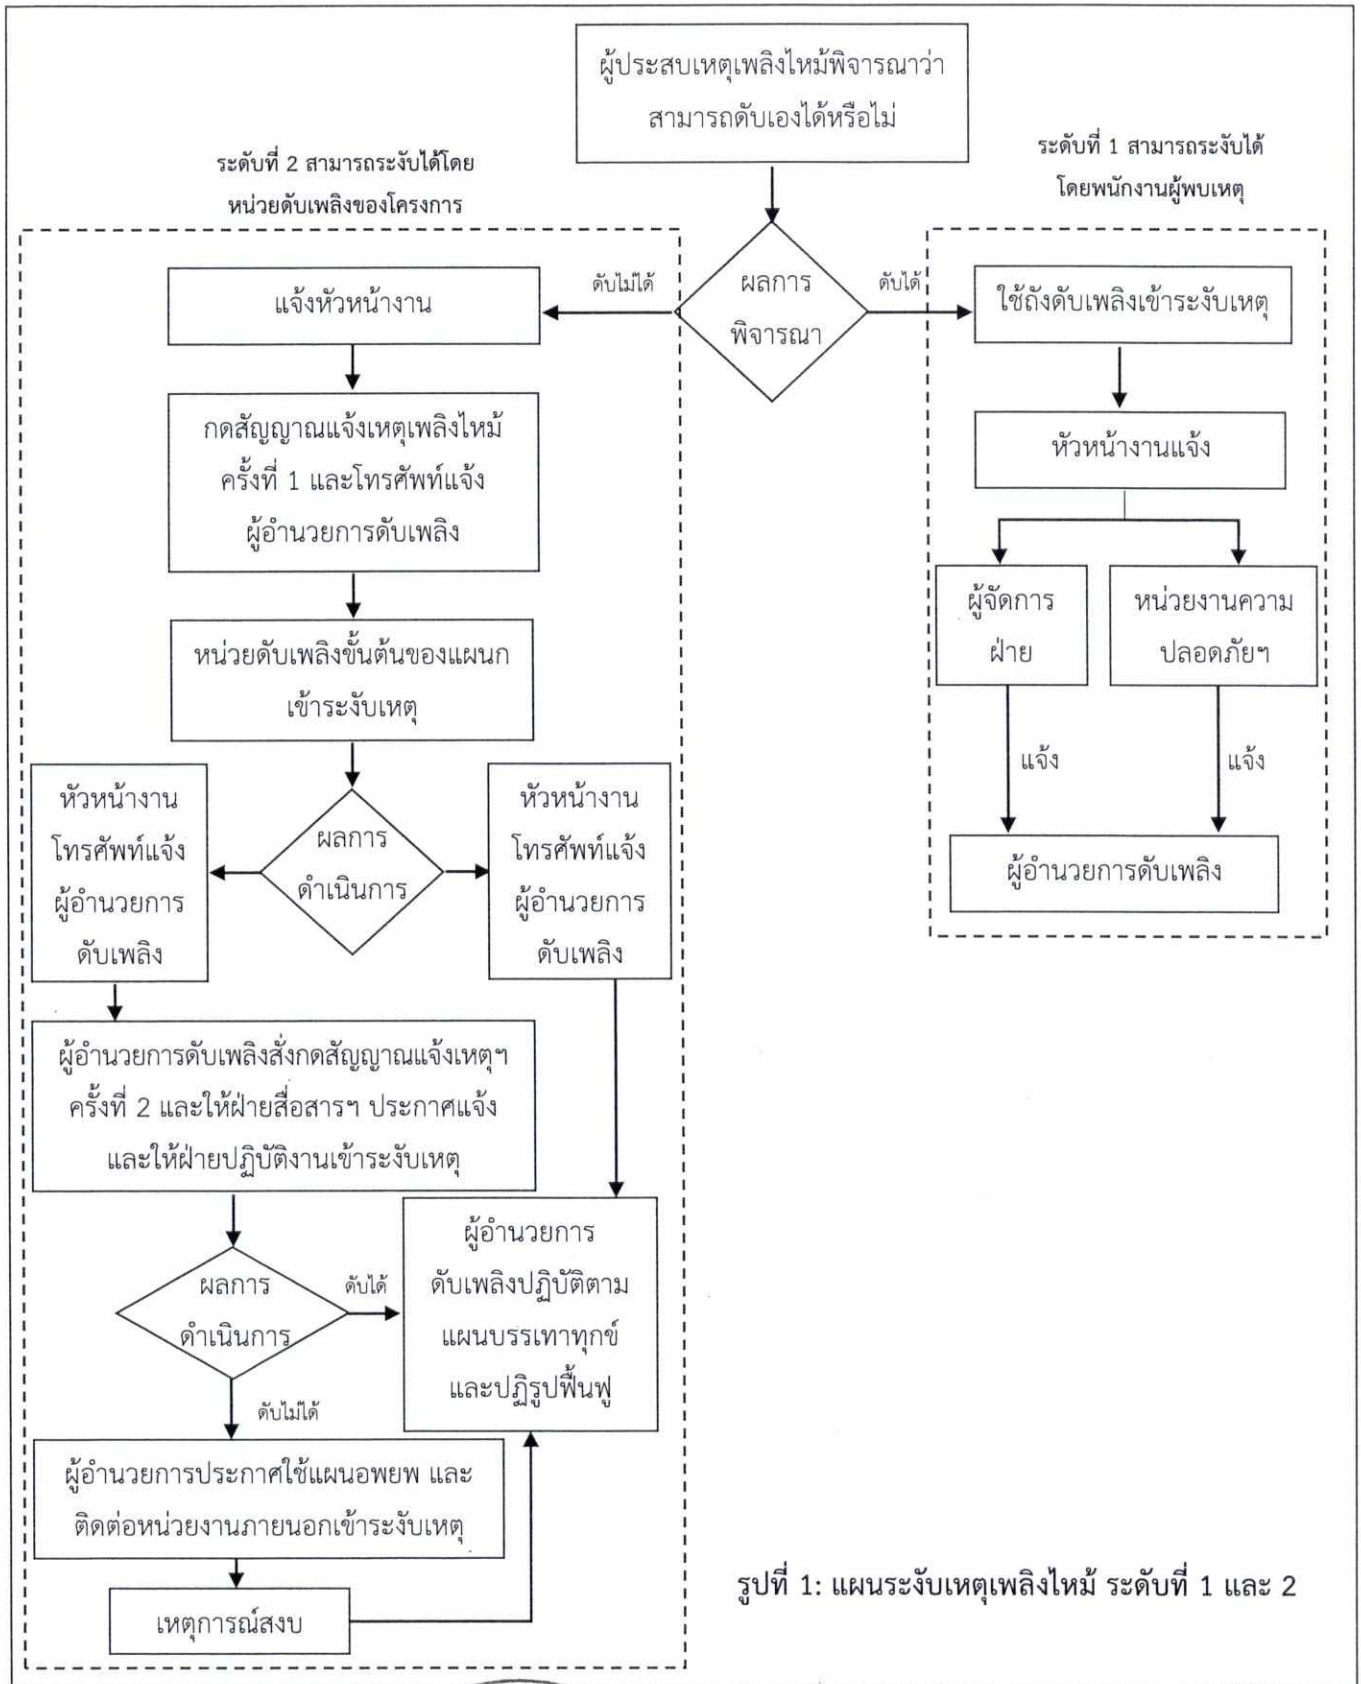 ผู้ประสบเหตุเพลิงไหม้พิจารณาว่า
สามารถดับเองได้หรือไม่
ระดับที่ 2 สามารถระงับได้โดย
หน่วยดับเพลิงของโครงการ
ระดับที่ 1 สามารถระงับได้
โดยพนักงานผู้พบเหตุ
ผลการ
พิจารณา
ดับไม่ได้
ดับได้
แจ้งหัวหน้างาน
กดสัญญาณแจ้งเหตุเพลิงไหม้
ครั้งที่ 1 และโทรศัพท์แจ้ง
ผู้อำนวยการดับเพลิง
หน่วยดับเพลิงขั้นต้นของแผนก
เข้าระงับเหตุ
ผลการ
ดำเนินการ
หัวหน้างาน
โทรศัพท์แจ้ง
ผู้อำนวยการ
ดับเพลิง
หัวหน้างาน
โทรศัพท์แจ้ง
ผู้อำนวยการ
ดับเพลิง
ผู้อำนวยการดับเพลิงสั่งกดสัญญาณแจ้งเหตุฯ
ครั้งที่ 2 และให้ฝ่ายสื่อสารฯ ประกาศแจ้ง
และให้ฝ่ายปฏิบัติงานเข้าระงับเหตุ
ผลการ
ดำเนินการ
ดับได้
ดับไม่ได้
ผู้อำนวยการ
ดับเพลิงปฏิบัติตาม
แผนบรรเทาทุกข์
และปฏิรูปฟื้นฟู
ผู้อำนวยการประกาศใช้แผนอพยพ และ
ติดต่อหน่วยงานภายนอกเข้าระงับเหตุ
เหตุการณ์สงบ
ใช้ถังดับเพลิงเข้าระงับเหตุ
หัวหน้างานแจ้ง
ผู้จัดการ
ฝ่าย
หน่วยงานความ
ปลอดภัยฯ
แจ้ง
แจ้ง
ผู้อำนวยการดับเพลิง
รูปที่ 1: แผนระงับเหตุเพลิงไหม้ ระดับที่ 1 และ 2